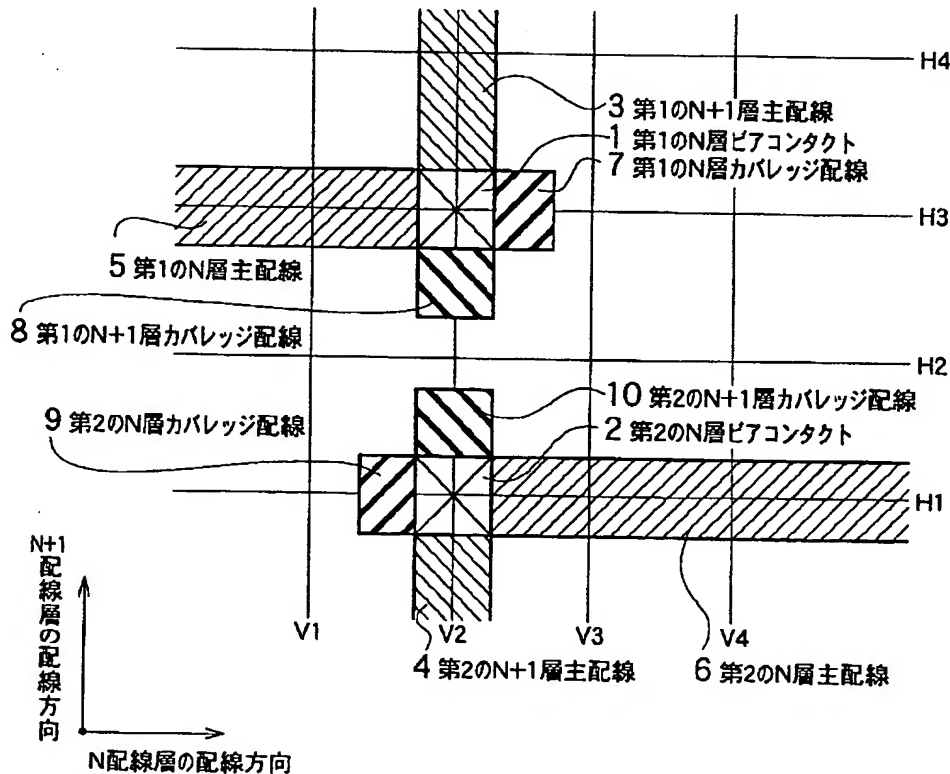 H4
3 第1のN+1層主配線
1 第1のN層ビアコンタクト
7 第1のN層カバレッジ配線
H3
5 第1のN層主配線
8 第1のN+1層カバレッジ配線
H2
10 第2のN+1層カバレッジ配線
9 第2のN層カバレッジ配線
2 第2のN層ビアコンタクト
H1
N+1配線層の配線方向
V1
V2
V3
V4
4 第2のN+1層主配線
6 第2のN層主配線
N配線層の配線方向